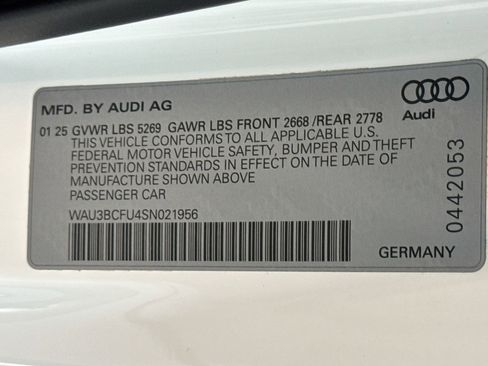 MFD. BY AUDI AG
Audi
01 25 GVWR LBS 5269 GAWR LBS FRONT 2668 /REAR 2778
THIS VEHICLE CONFORMS TO ALL APPLICABLE U.S.
FEDERAL MOTOR VEHICLE SAFETY, BUMPER AND THEFT
PREVENTION STANDARDS IN EFFECT ON THE DATE OF
MANUFACTURE SHOWN ABOVE
PASSENGER CAR
WAU3BCFU4SN021956
GERMANY
0442053